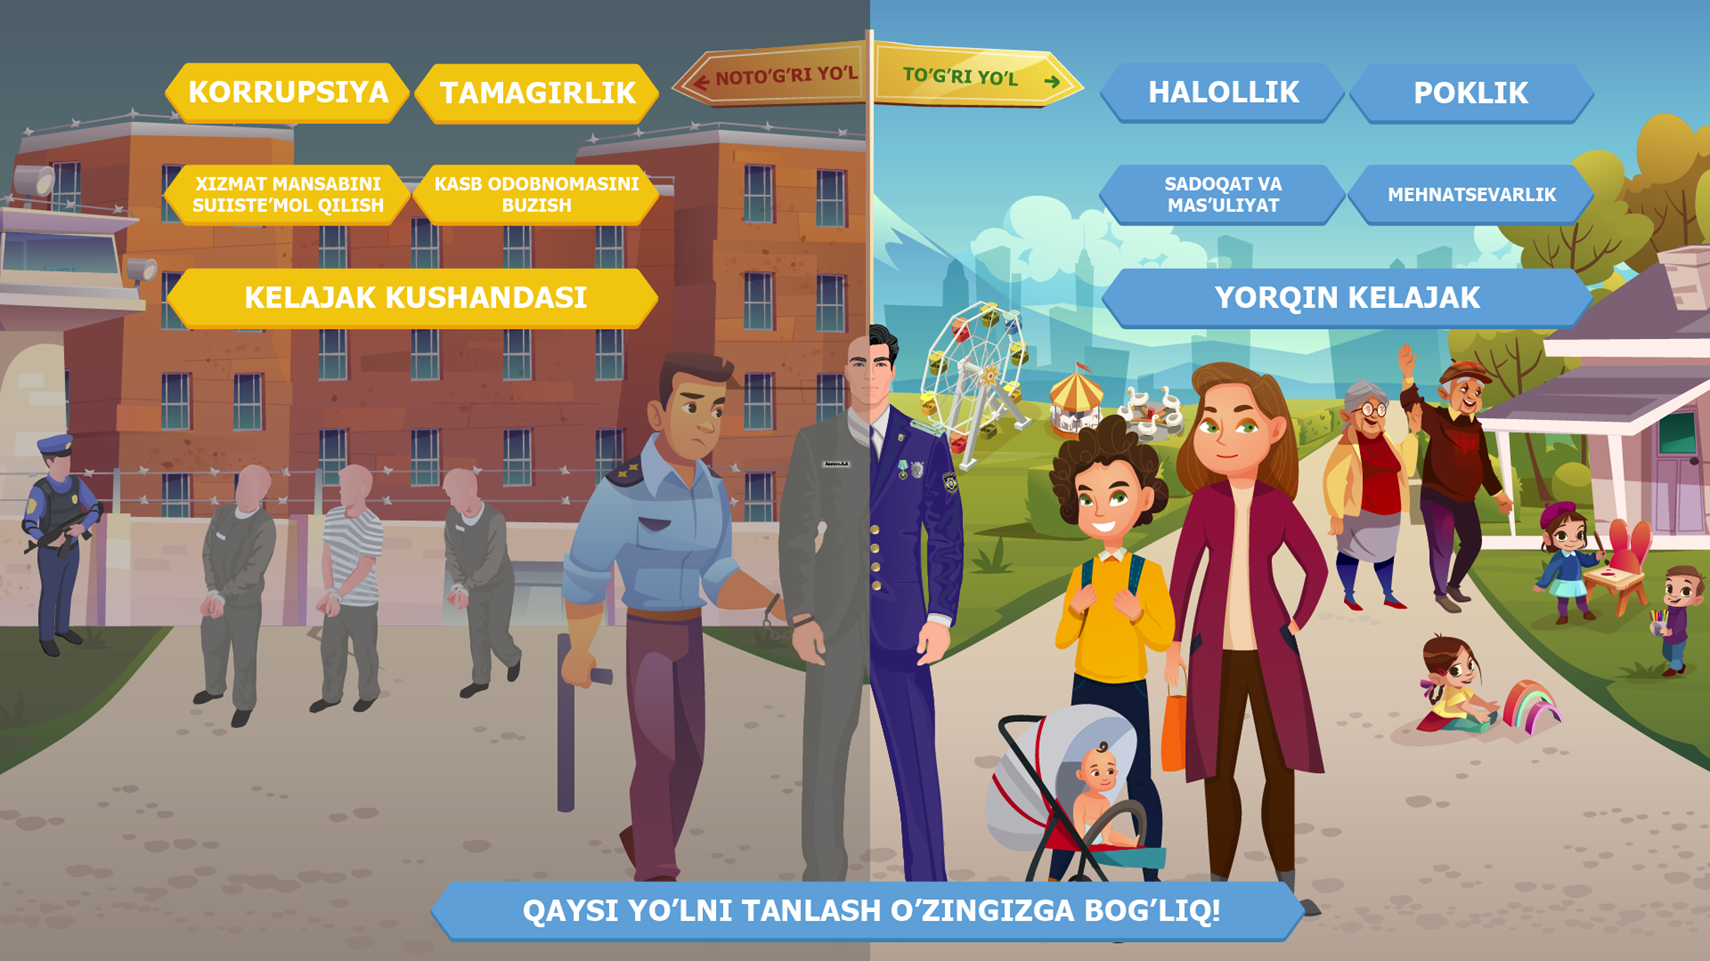 NOTO'G'RI YO'L
TO'G'RI YO'L
KORRUPSIYA
TAMAGIRLIK
XIZMAT MANSABINI
SUIISTE'MOL QILISH
KASB ODOBNOMASINI
BUZISH
KELAJAK KUSHANDASI
HALOLLIK
POKLIK
SADOQAT VA
MAS'ULIYAT
MEHNATSEVARLIK
YORQIN KELAJAK
QAYSI YO'LNI TANLASH O'ZINGIZGA BOG'LIQ!